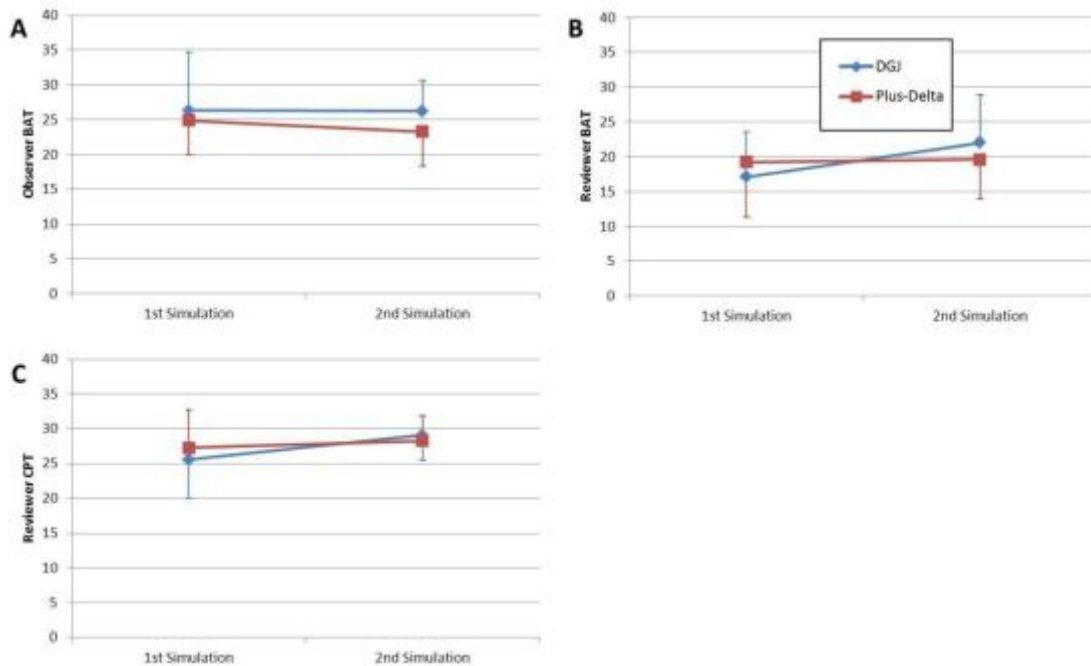 A
Observer BAT
40
35
30
25
20
15
10
5
0
1st Simulation
2nd Simulation
B
Reviewer BAT
40
35
30
25
20
15
10
5
0
DGJ
Plus-Delta
1st Simulation
2nd Simulation
C
Reviewer CPT
40
35
30
25
20
15
10
5
0
1st Simulation
2nd Simulation